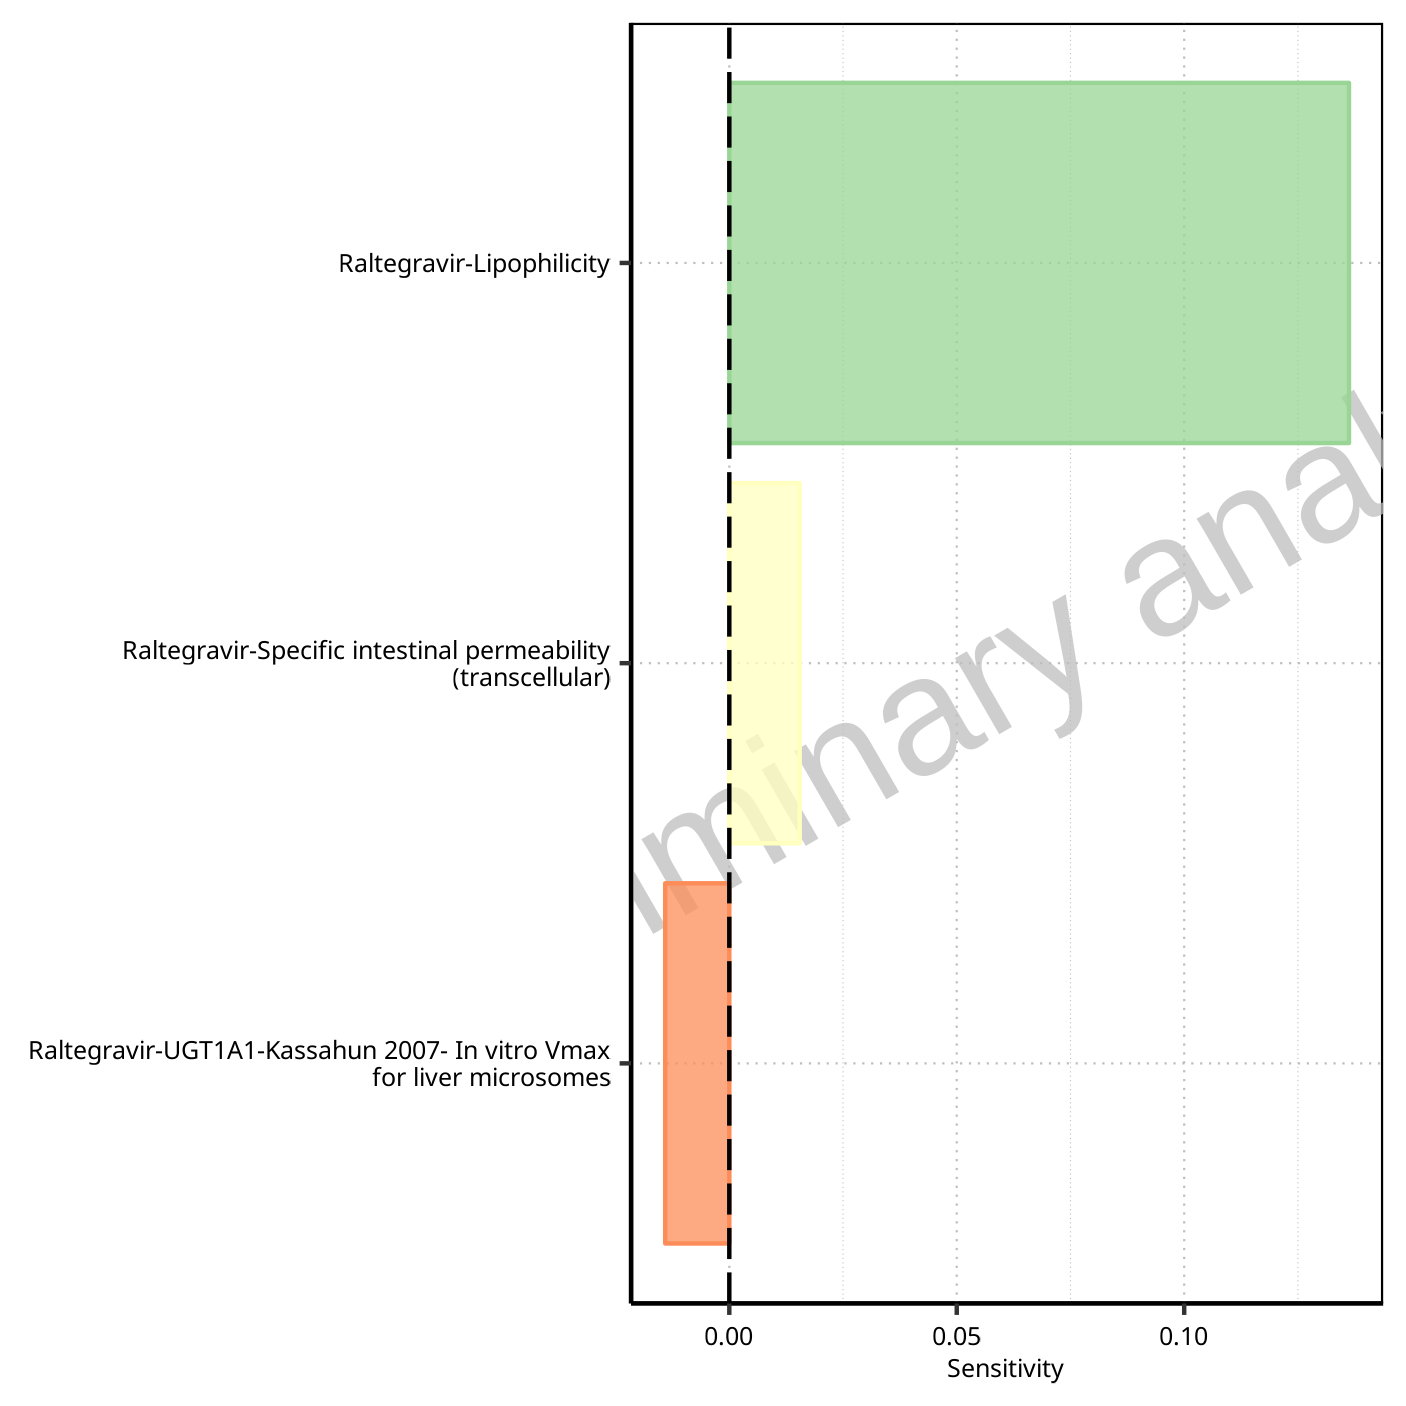 Raltegravir-Lipophilicity
Raltegravir-Specific intestinal permeability
(transcellular)
Raltegravir-UGT1A1-Kassahun 2007- In vitro Vmax
for liver microsomes
minary anal
0.00 0.05 0.10
Sensitivity